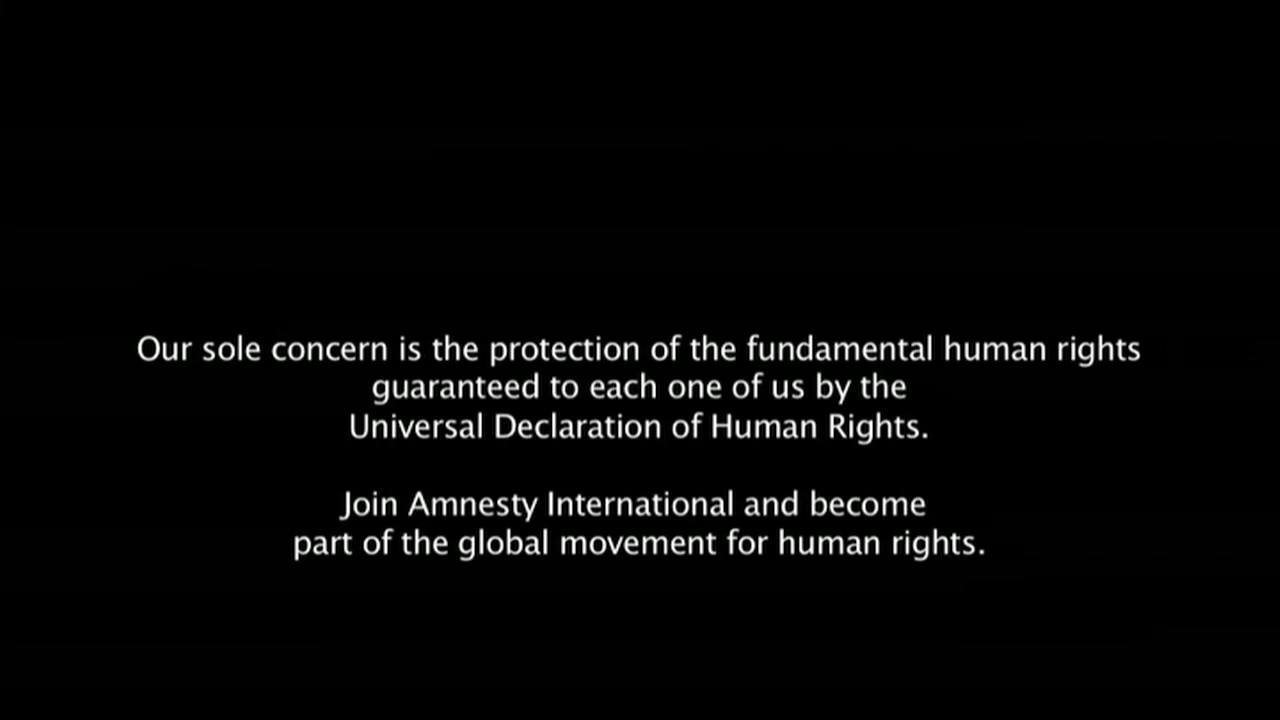 Our sole concern is the protection of the fundamental human rights
guaranteed to each one of us by the
Universal Declaration of Human Rights.
Join Amnesty International and become
part of the global movement for human rights.